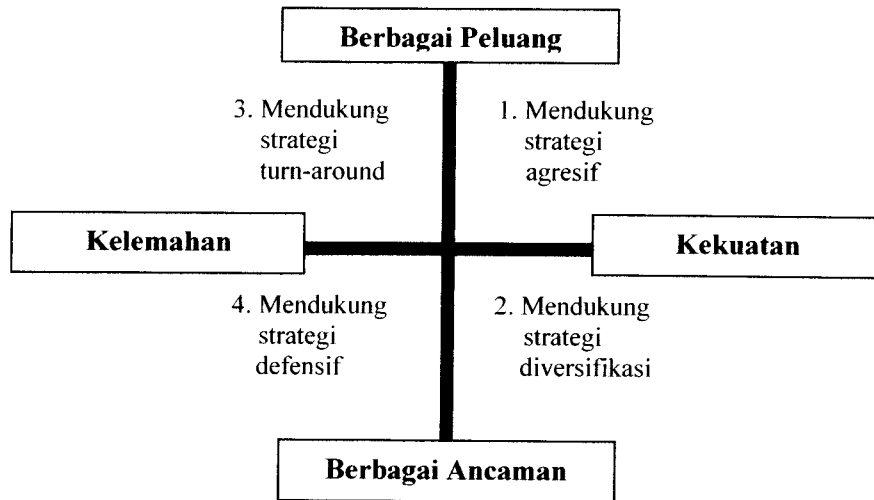 Berbagai Peluang
3. Mendukung
strategi
turn-around
1. Mendukung
strategi
agresif
Kelemahan
Kekuatan
4. Mendukung
strategi
defensif
2. Mendukung
strategi
diversifikasi
Berbagai Ancaman